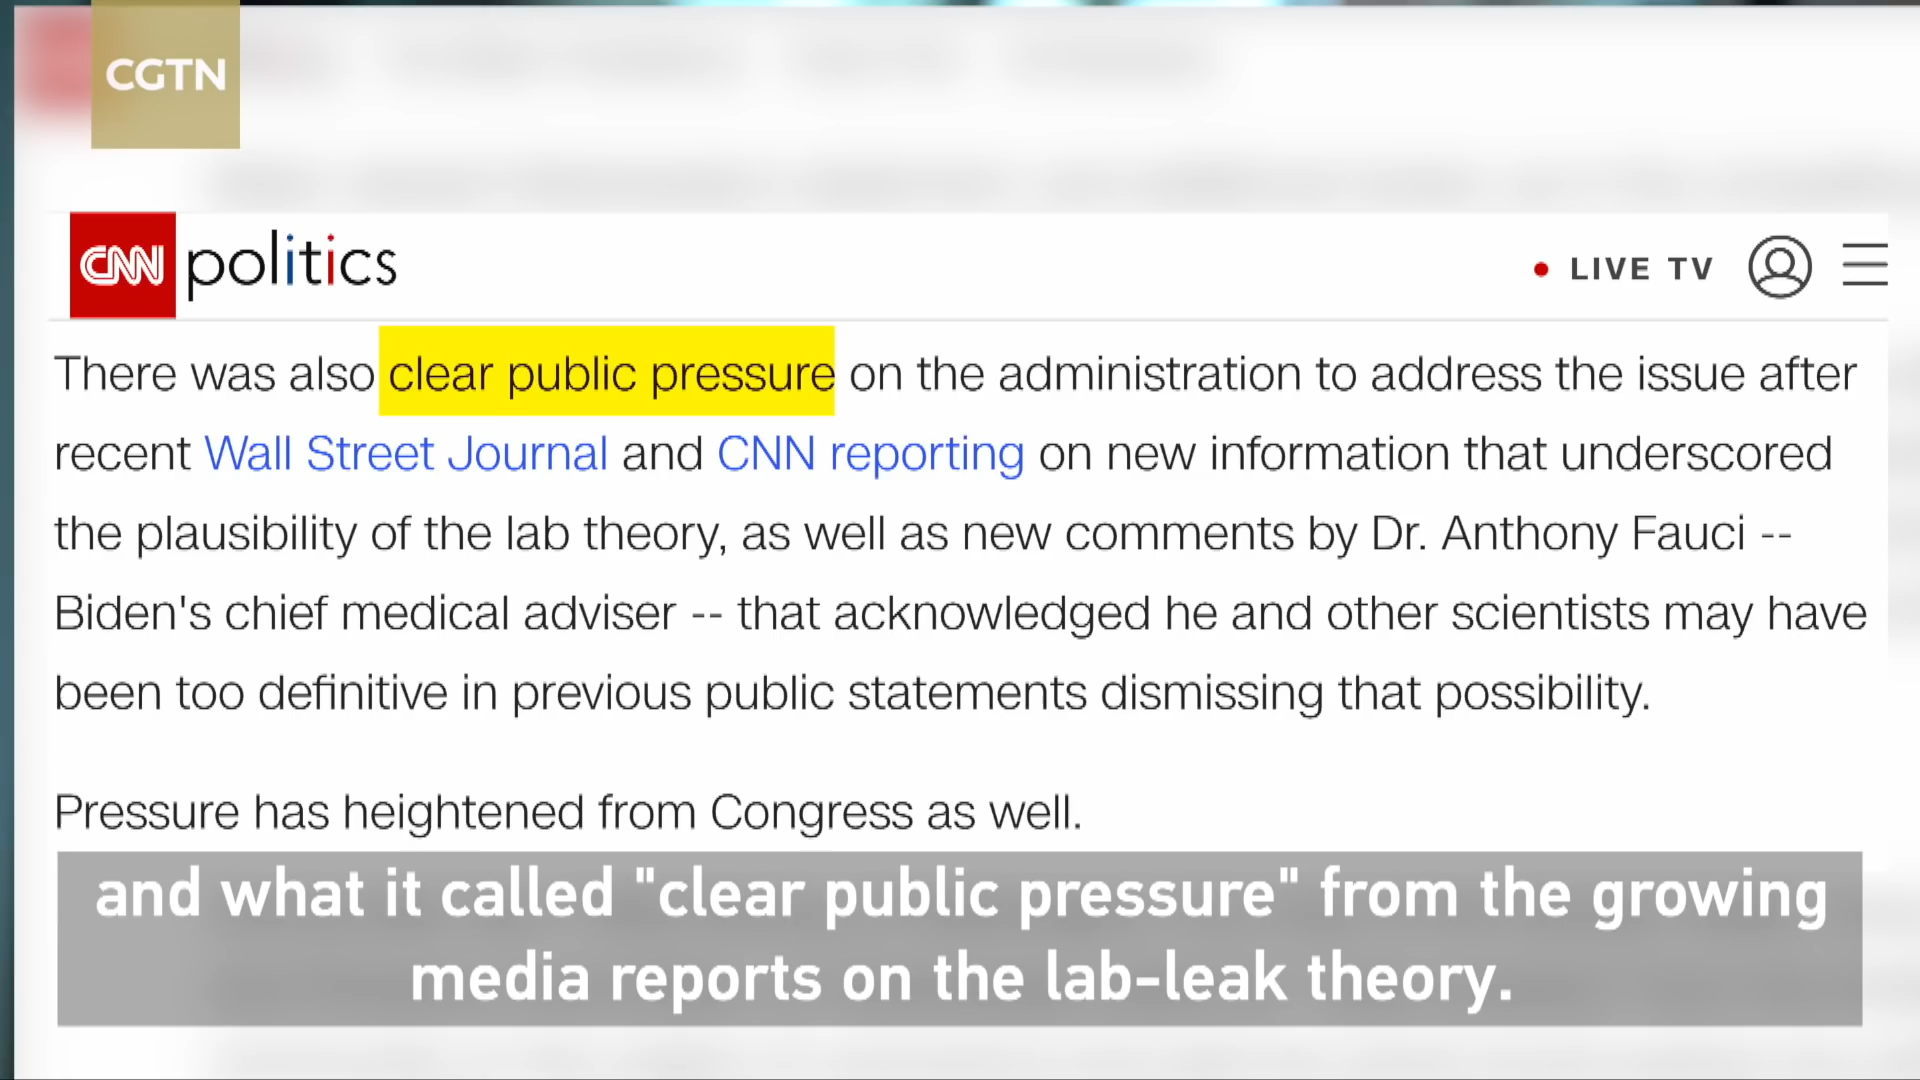 CGTN
CNN politics
LIVE TV
There was also clear public pressure on the administration to address the issue after
recent Wall Street Journal and CNN reporting on new information that underscored
the plausibility of the lab theory, as well as new comments by Dr. Anthony Fauci --
Biden's chief medical adviser -- that acknowledged he and other scientists may have
been too definitive in previous public statements dismissing that possibility.
Pressure has heightened from Congress as well.
and what it called "clear public pressure" from the growing
media reports on the lab-leak theory.